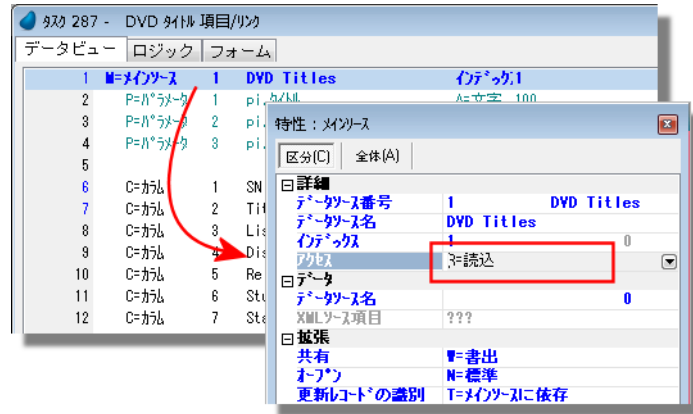 タスク 287 - DVD タイトル 項目/リンク
データビュー ロジック フォーム
1 M=メインソース 1 DVD Titles インデックス:1
2 P=パラメータ 1 pi.タイトル A=文字 100
3 P=パラメータ 2 pi.
4 P=パラメータ 3 pi.
5
6 C=カラム 1 SN
7 C=カラム 2 Tit
8 C=カラム 3 Lis
9 C=カラム 4 Dis
10 C=カラム 5 Re
11 C=カラム 6 Stu
12 C=カラム 7 Sta
特性：メインソース
区分(C) 全体(A)
詳細
データソース番号 1 DVD Titles
データソース名 DVD Titles
インデックス 1 0
アクセス R=読込
データ
データソース名 0
XMLソース項目 ???
拡張
共有 W=書出
オープン N=標準
更新レコードの識別 T=メインソースに依存